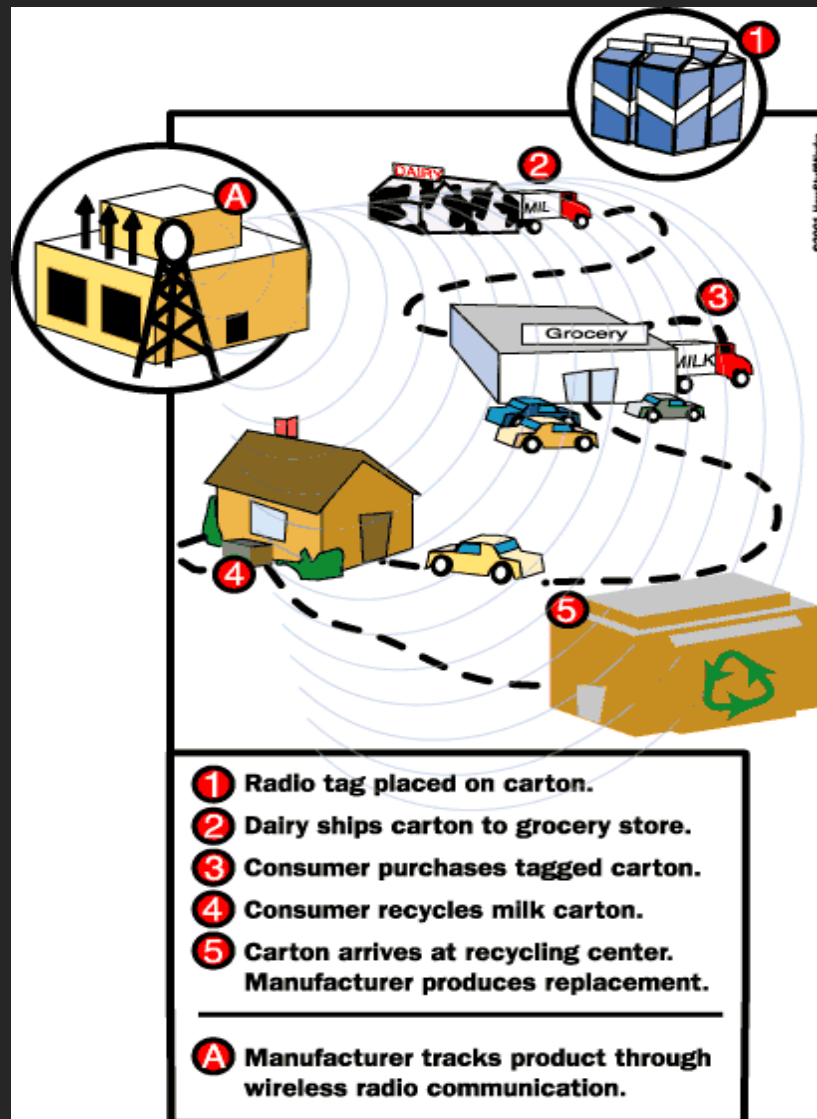 1
A
DAIRY
2
MIL
3
Grocery
MILK
4
5
1 Radio tag placed on carton.
2 Dairy ships carton to grocery store.
3 Consumer purchases tagged carton.
4 Consumer recycles milk carton.
5 Carton arrives at recycling center.
Manufacturer produces replacement.
A Manufacturer tracks product through
wireless radio communication.